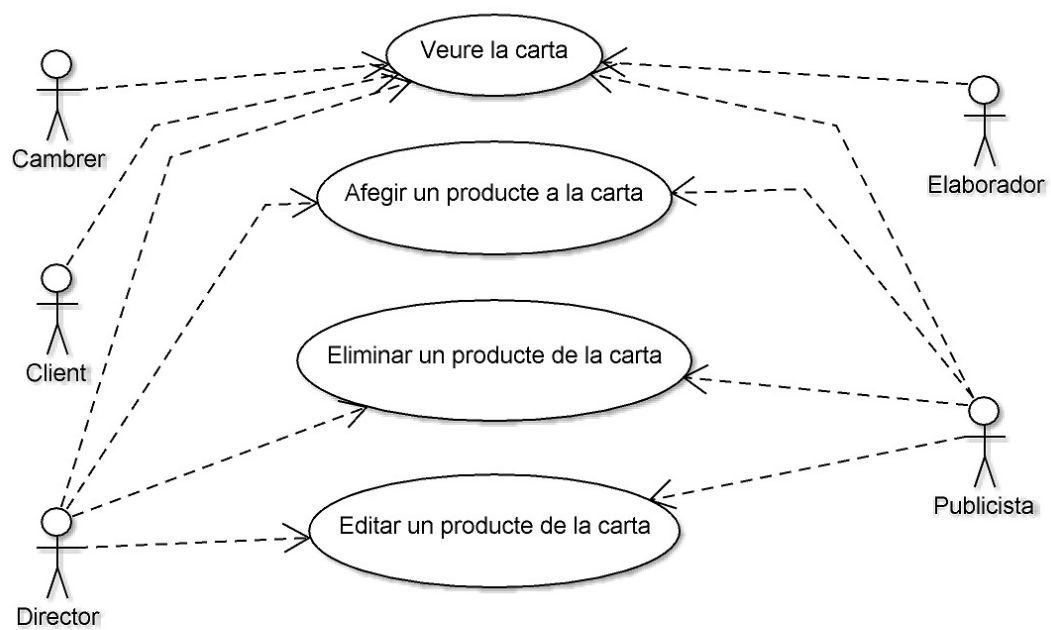 Veure la carta
Cambrer
Elaborador
Afegir un producte a la carta
Client
Eliminar un producte de la carta
Publicista
Editar un producte de la carta
Director